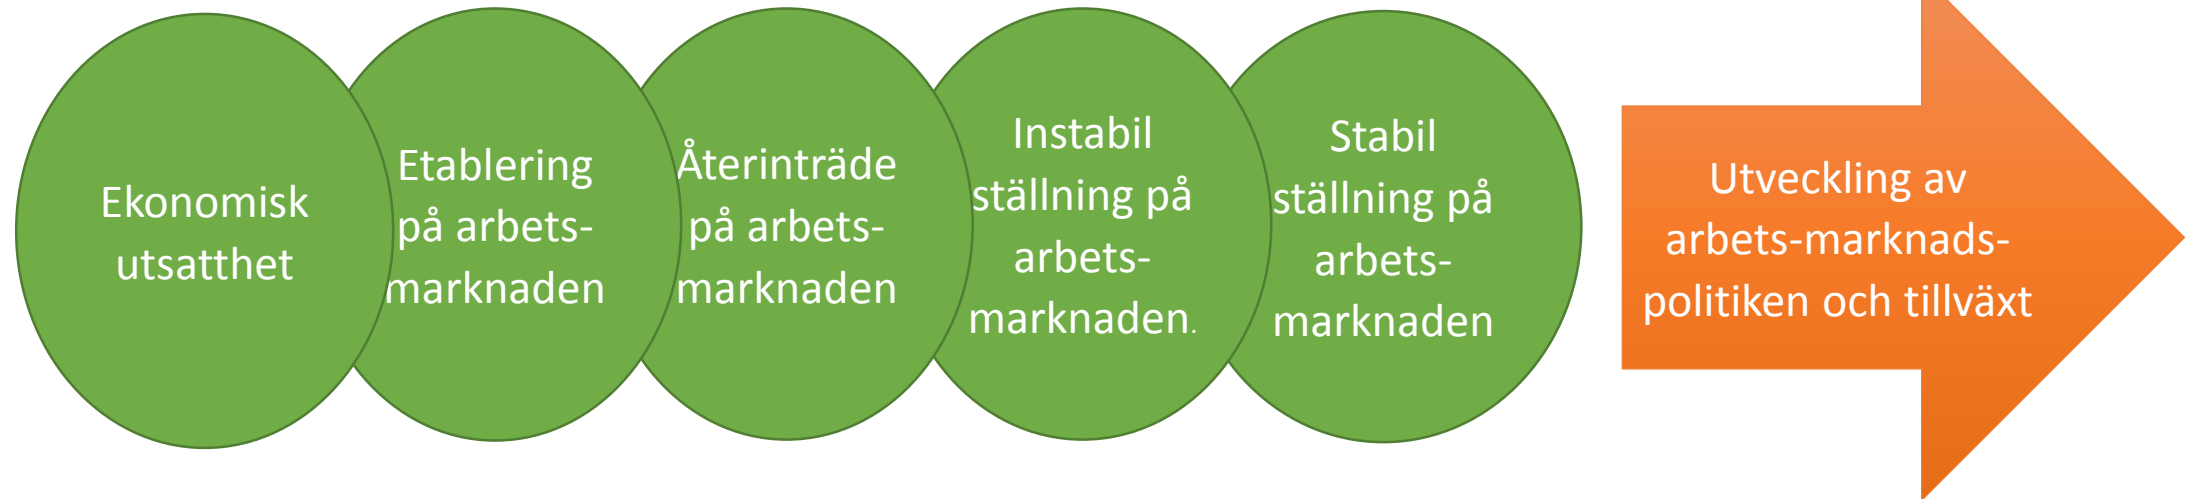 Ekonomisk
utsatthet
Etablering
på arbets-
marknaden
Återinträde
på arbets-
marknaden
Instabil
ställning på
arbets-
marknaden.
Stabil
ställning på
arbets-
marknaden
Utveckling av
arbets-marknads-
politiken och tillväxt